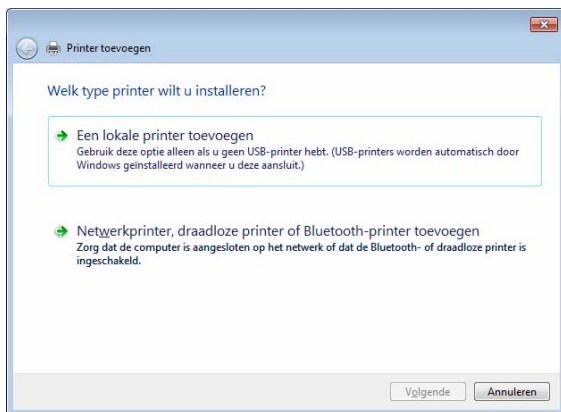 Printer toevoegen
Welk type printer wilt u installeren?
Een lokale printer toevoegen
Gebruik deze optie alleen als u geen USB-printer hebt. (USB-printers worden automatisch door
Windows geïnstalleerd wanneer u deze aansluit.)
Netwerkprinter, draadloze printer of Bluetooth-printer toevoegen
Zorg dat de computer is aangesloten op het netwerk of dat de Bluetooth- of draadloze printer is
ingeschakeld.
Volgende
Annuleren